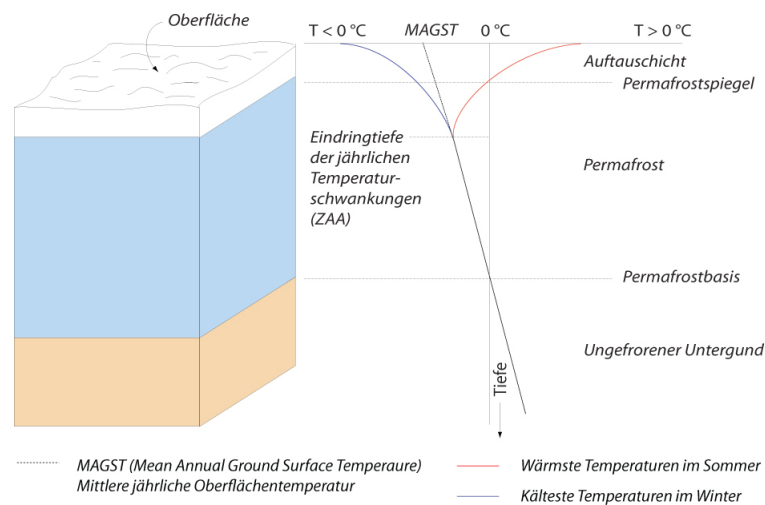 Oberfläche
T < 0 °C
MAGST
0 °C
T > 0 °C
Auftauschicht
Permafrostspiegel
Eindringtiefe
der jährlichen
Temperatur-
schwankungen
(ZAA)
Permafrost
Permafrostbasis
Ungefrorener Untergund
Tiefe
MAGST (Mean Annual Ground Surface Temperaure)
Mittlere jährliche Oberflächentemperatur
Wärmste Temperaturen im Sommer
Kälteste Temperaturen im Winter